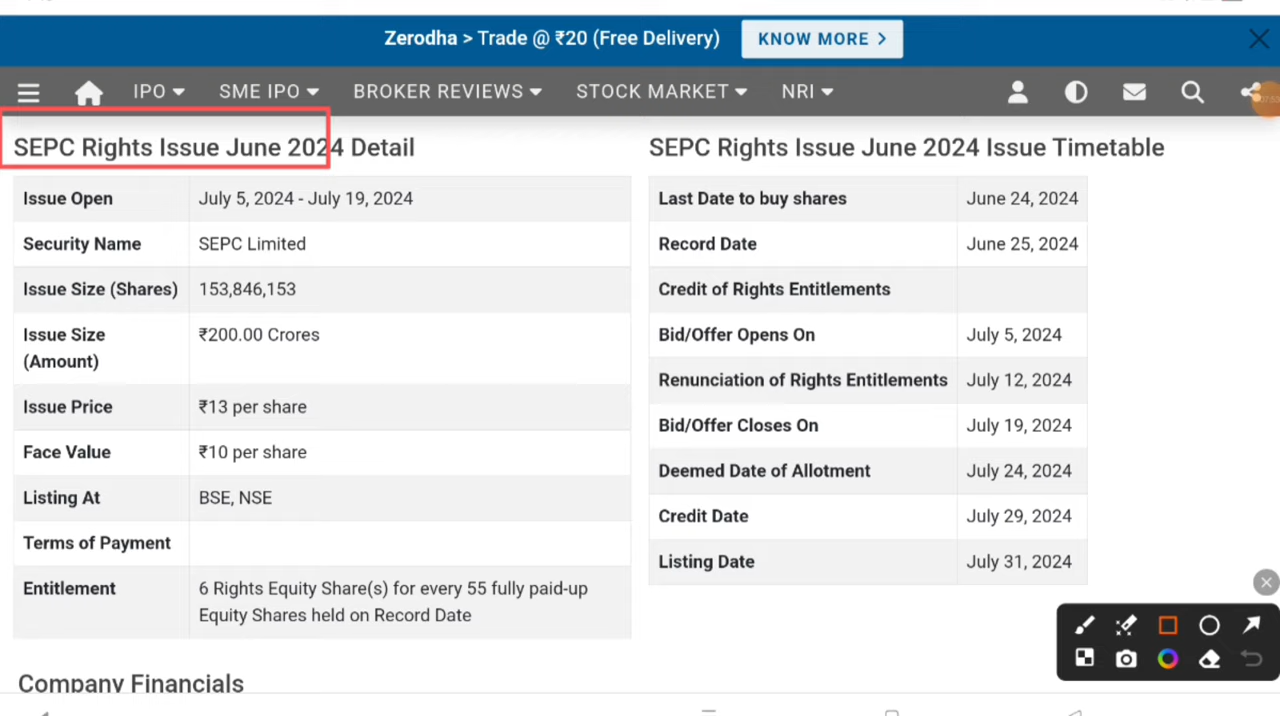 Zerodha > Trade @ ₹20 (Free Delivery)
KNOW MORE >
IPO
SME IPO
BROKER REVIEWS
STOCK MARKET
NRI
SEPC Rights Issue June 2024 Detail
Issue Open July 5, 2024 - July 19, 2024
Security Name SEPC Limited
Issue Size (Shares) 153,846,153
Issue Size (Amount) ₹200.00 Crores
Issue Price ₹13 per share
Face Value ₹10 per share
Listing At BSE, NSE
Terms of Payment
Entitlement 6 Rights Equity Share(s) for every 55 fully paid-up
Equity Shares held on Record Date
SEPC Rights Issue June 2024 Issue Timetable
Last Date to buy shares June 24, 2024
Record Date June 25, 2024
Credit of Rights Entitlements
Bid/Offer Opens On July 5, 2024
Renunciation of Rights Entitlements July 12, 2024
Bid/Offer Closes On July 19, 2024
Deemed Date of Allotment July 24, 2024
Credit Date July 29, 2024
Listing Date July 31, 2024
Company Financials